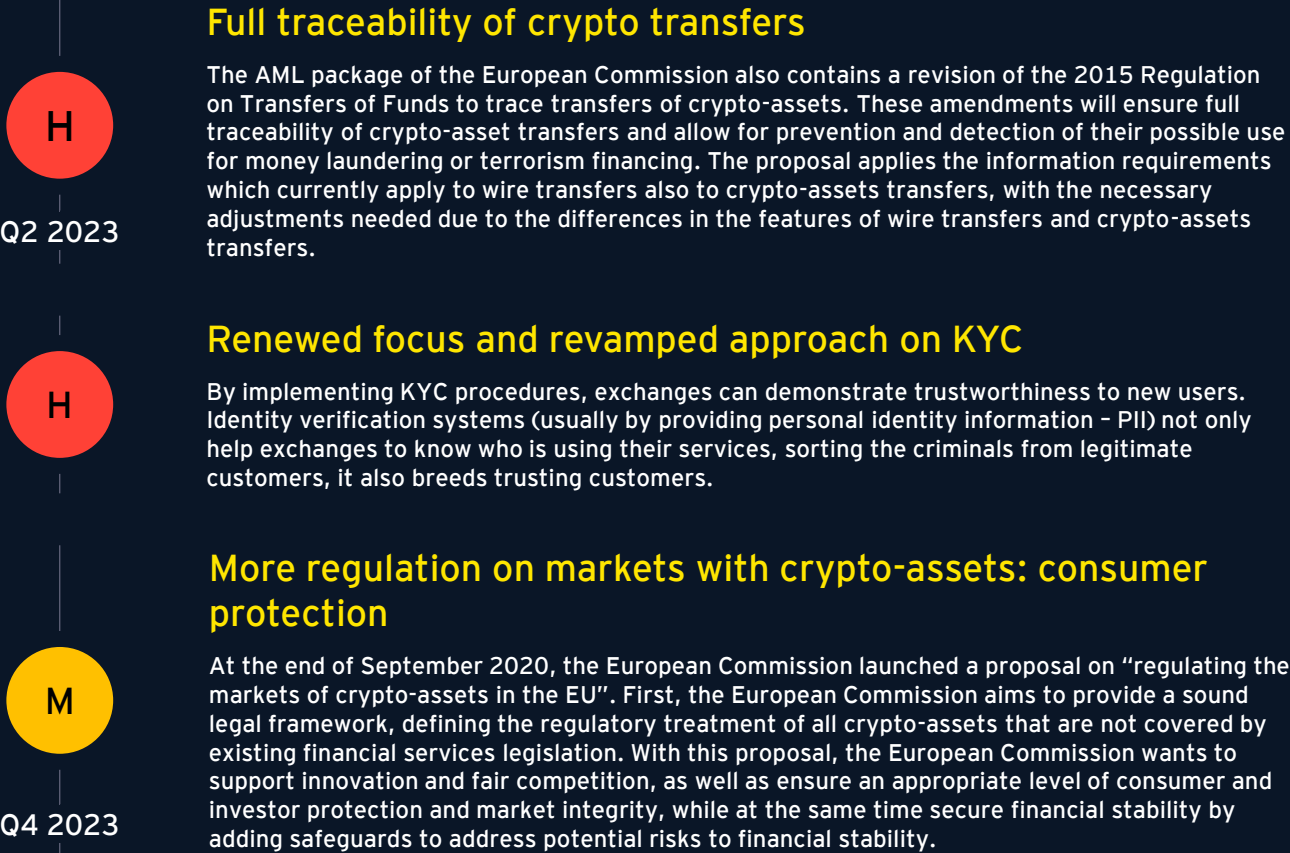 Full traceability of crypto transfers
The AML package of the European Commission also contains a revision of the 2015 Regulation
on Transfers of Funds to trace transfers of crypto-assets. These amendments will ensure full
traceability of crypto-asset transfers and allow for prevention and detection of their possible use
for money laundering or terrorism financing. The proposal applies the information requirements
which currently apply to wire transfers also to crypto-assets transfers, with the necessary
adjustments needed due to the differences in the features of wire transfers and crypto-assets
transfers.
H
Q2 2023
Renewed focus and revamped approach on KYC
By implementing KYC procedures, exchanges can demonstrate trustworthiness to new users.
Identity verification systems (usually by providing personal identity information – PII) not only
help exchanges to know who is using their services, sorting the criminals from legitimate
customers, it also breeds trusting customers.
H
More regulation on markets with crypto-assets: consumer
protection
At the end of September 2020, the European Commission launched a proposal on “regulating the
markets of crypto-assets in the EU”. First, the European Commission aims to provide a sound
legal framework, defining the regulatory treatment of all crypto-assets that are not covered by
existing financial services legislation. With this proposal, the European Commission wants to
support innovation and fair competition, as well as ensure an appropriate level of consumer and
investor protection and market integrity, while at the same time secure financial stability by
adding safeguards to address potential risks to financial stability.
M
Q4 2023